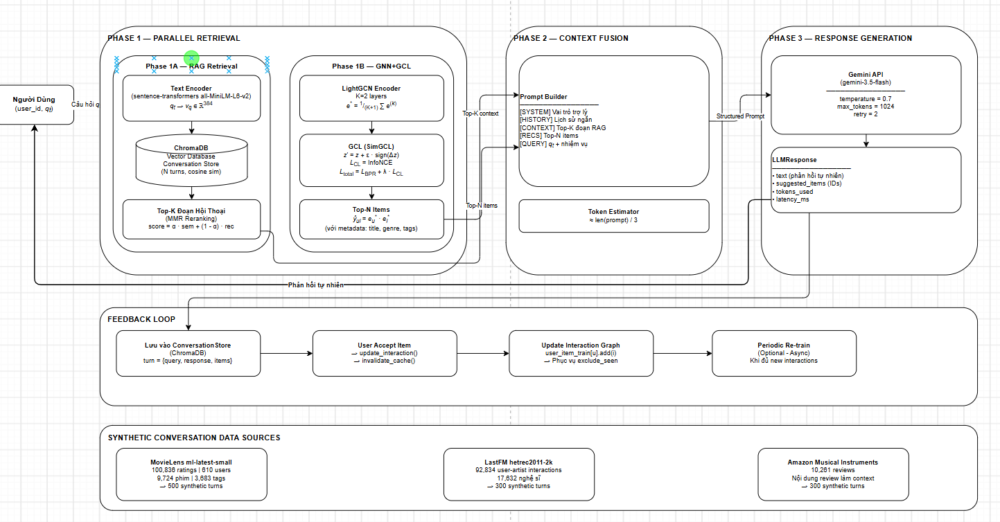 Người Dùng
(user_id, qt)
Câu hỏi q
PHASE 1 — PARALLEL RETRIEVAL
Phase 1A — RAG Retrieval
Text Encoder
(sentence-transformers all-MiniLM-L6-v2)
qt → vq ∈ ℝ^384
ChromaDB
Vector Database
Conversation Store
(N turns, cosine sim)
Top-K Đoạn Hội Thoại
(MMR Reranking)
score = α · sem + (1 - α) · rec
Phase 1B — GNN+GCL
LightGCN Encoder
K=2 layers
e* = 1/(K+1) ∑ e(k)
GCL (SimGCL)
z' = z + ε · sign(Δz)
LCL = InfoNCE
Ltotal = LBPR + λ · LCL
Top-N Items
ŷui = eu* · ei*
(với metadata: title, genre, tags)
Top-K context
Top-N items
PHASE 2 — CONTEXT FUSION
Prompt Builder
[SYSTEM] Vai trò trợ lý
[HISTORY] Lịch sử ngắn
[CONTEXT] Top-K đoạn RAG
[RECS] Top-N items
[QUERY] qt + nhiệm vụ
Token Estimator
≈ len(prompt) / 3
Structured Prompt
PHASE 3 — RESPONSE GENERATION
Gemini API
(gemini-3.5-flash)
temperature = 0.7
max_tokens = 1024
retry = 2
LLMResponse
• text (phản hồi tự nhiên)
• suggested_items (IDs)
• tokens_used
• latency_ms
Phản hồi tự nhiên
FEEDBACK LOOP
Lưu vào ConversationStore
(ChromaDB)
turn = {query, response, items}
User Accept Item
→ update_interaction()
→ invalidate_cache()
Update Interaction Graph
user_item_train[u].add(i)
→ Phục vụ exclude_seen
Periodic Re-train
(Optional - Async)
Khi đủ new interactions
SYNTHETIC CONVERSATION DATA SOURCES
MovieLens ml-latest-small
100,836 ratings | 610 users
9,724 phim | 3,683 tags
→ 500 synthetic turns
LastFM hetrec2011-2k
92,834 user-artist interactions
17,632 nghệ sĩ
→ 300 synthetic turns
Amazon Musical Instruments
10,261 reviews
Nội dung review làm context
→ 300 synthetic turns